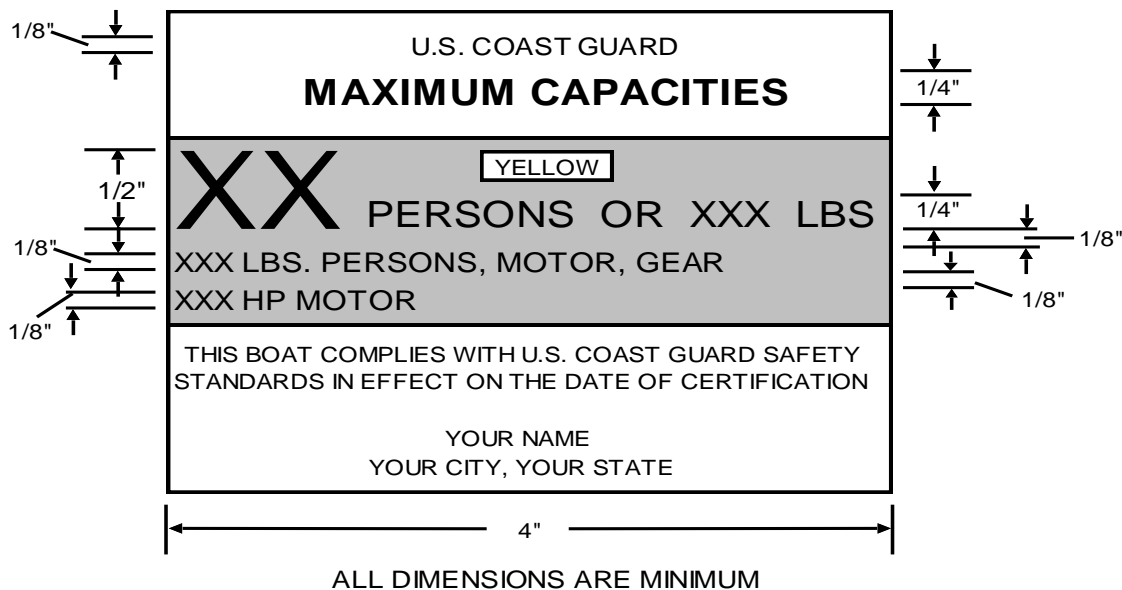 1/8"
U.S. COAST GUARD
MAXIMUM CAPACITIES
1/4"
YELLOW
1/2"
XX PERSONS OR XXX LBS
1/4"
1/8"
1/8"
XXX LBS. PERSONS, MOTOR, GEAR
1/8"
XXX HP MOTOR
1/8"
THIS BOAT COMPLIES WITH U.S. COAST GUARD SAFETY
STANDARDS IN EFFECT ON THE DATE OF CERTIFICATION
YOUR NAME
YOUR CITY, YOUR STATE
4"
ALL DIMENSIONS ARE MINIMUM